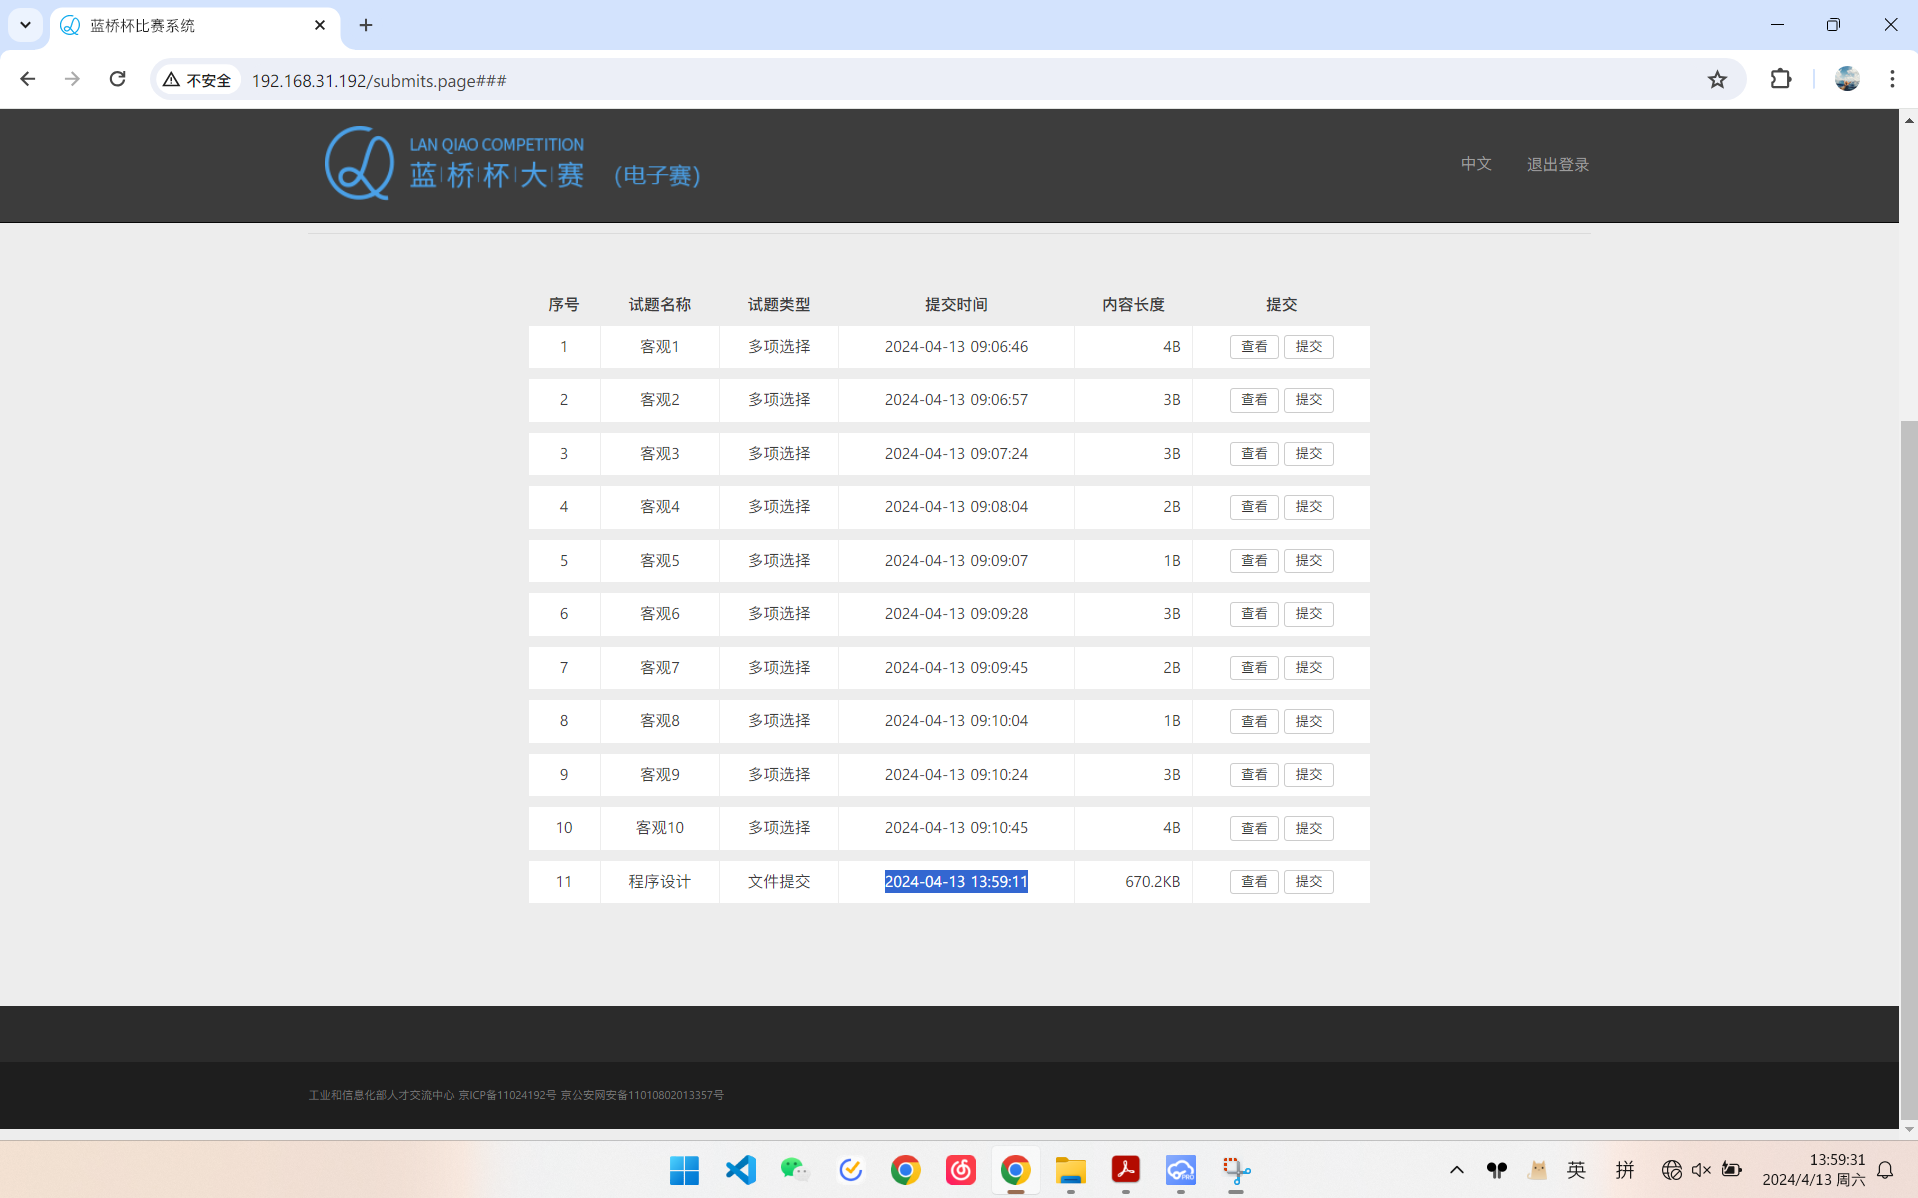 蓝桥杯比赛系统
不安全 192.168.31.192/submits.page###
LAN QIAO COMPETITION
蓝桥杯大赛 (电子赛)
中文 退出登录
序号 试题名称 试题类型 提交时间 内容长度 提交
1 客观1 多项选择 2024-04-13 09:06:46 4B 查看 提交
2 客观2 多项选择 2024-04-13 09:06:57 3B 查看 提交
3 客观3 多项选择 2024-04-13 09:07:24 3B 查看 提交
4 客观4 多项选择 2024-04-13 09:08:04 2B 查看 提交
5 客观5 多项选择 2024-04-13 09:09:07 1B 查看 提交
6 客观6 多项选择 2024-04-13 09:09:28 3B 查看 提交
7 客观7 多项选择 2024-04-13 09:09:45 2B 查看 提交
8 客观8 多项选择 2024-04-13 09:10:04 1B 查看 提交
9 客观9 多项选择 2024-04-13 09:10:24 3B 查看 提交
10 客观10 多项选择 2024-04-13 09:10:45 4B 查看 提交
11 程序设计 文件提交 2024-04-13 13:59:11 670.2KB 查看 提交
工业和信息化部人才交流中心 京ICP备11024192号 京公安网安备11010802013357号
PRO
英 拼
13:59:31
2024/4/13 周六